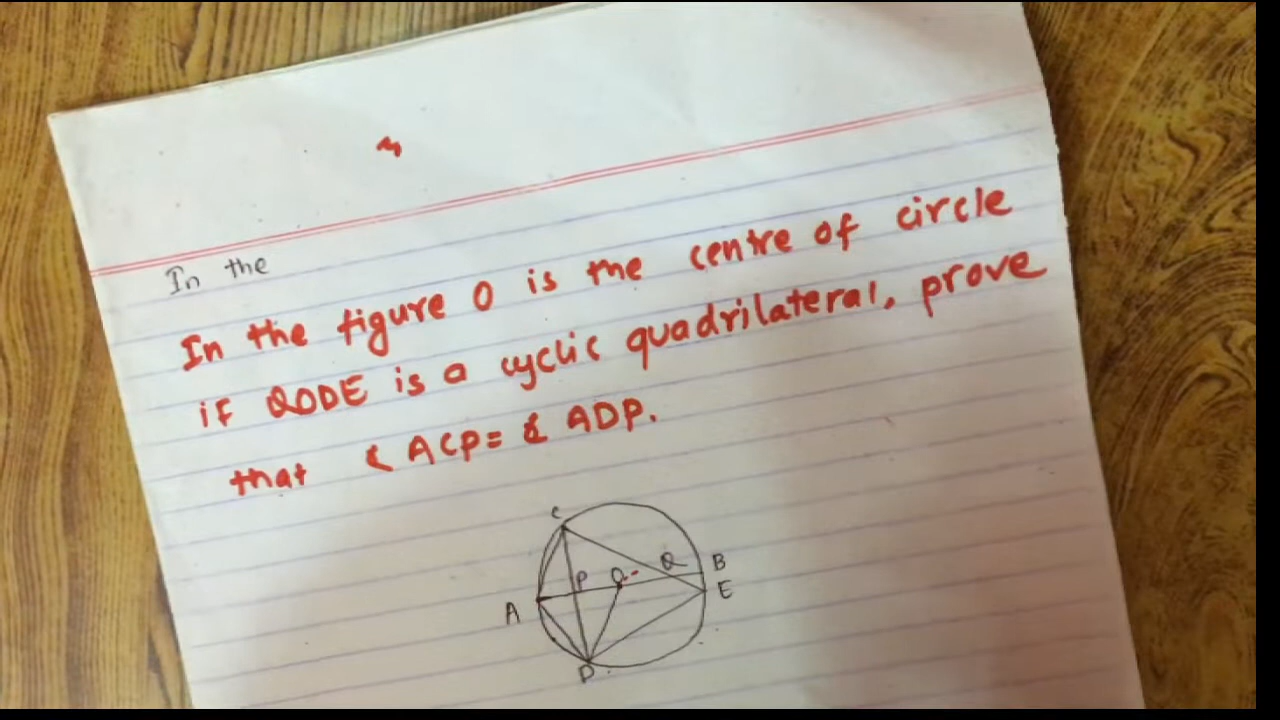 In the
In the figure O is the centre of circle
if QODE is a cyclic quadrilateral, prove
that ∠ACP = ∠ADP.
C
P O Q B
A E
D